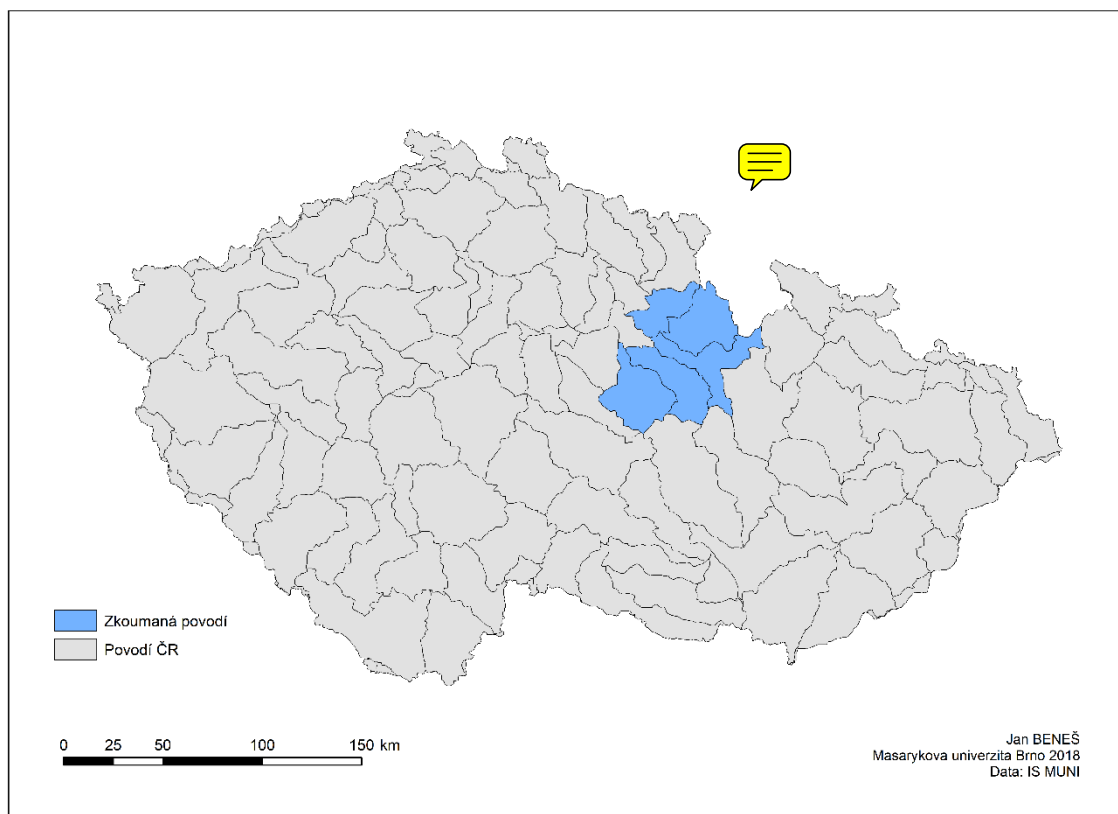 Zkoumaná povodí
Povodí ČR
0 25 50 100 150 km
Jan BENEŠ
Masarykova univerzita Brno 2018
Data: IS MUNI